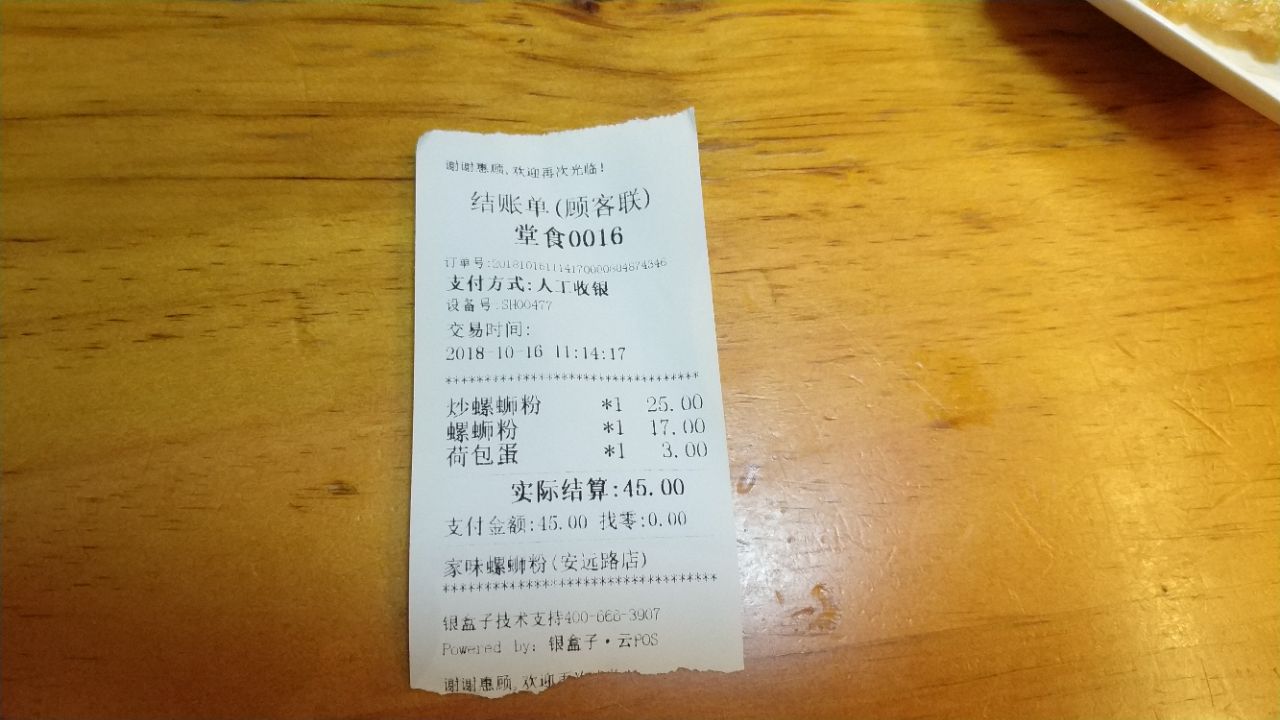 谢谢惠顾,欢迎再次光临!
结账单(顾客联)
堂食0016
订单号:201810161114170000804874346
支付方式:人工收银
设备号:SH00477
交易时间:
2018-10-16 11:14:17
*********************************
炒螺蛳粉 *1 25.00
螺蛳粉 *1 17.00
荷包蛋 *1 3.00
实际结算:45.00
支付金额:45.00 找零:0.00
家味螺蛳粉(安远路店)
*********************************
银盒子技术支持400-666-3907
Powered by: 银盒子·云POS
谢谢惠顾,欢迎再次